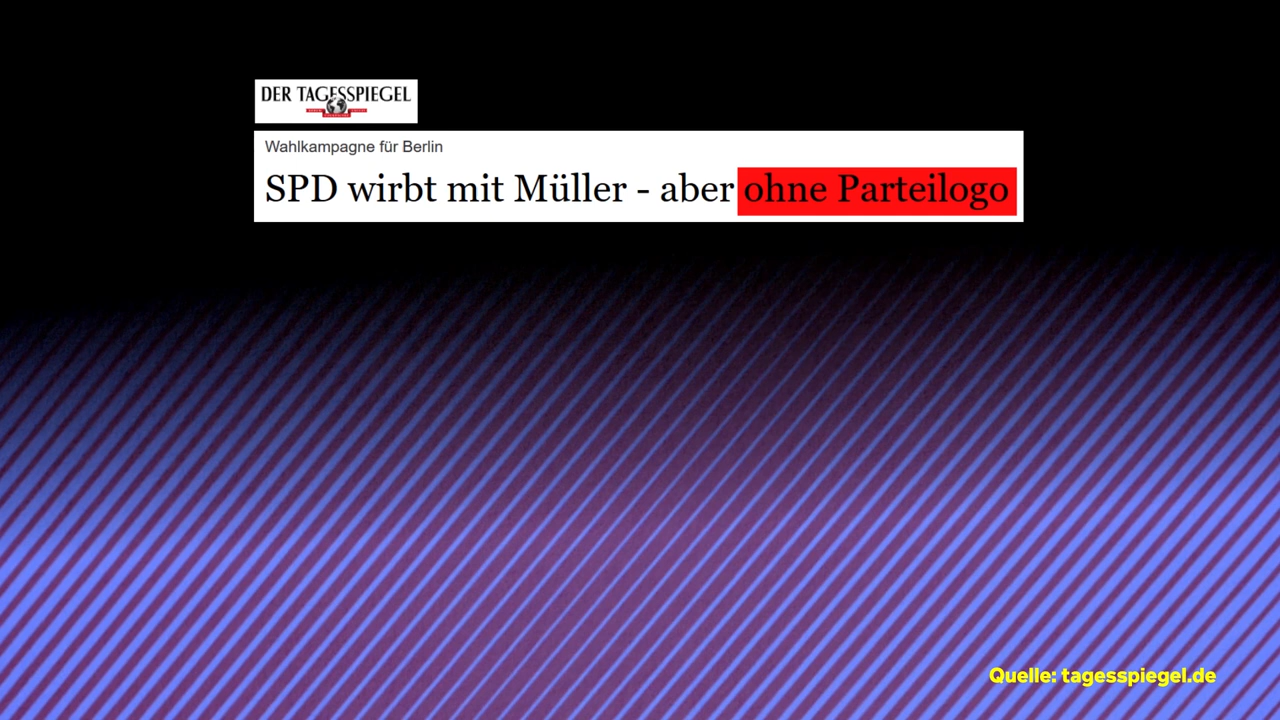 DER TAGESSPIEGEL
Wahlkampagne für Berlin
SPD wirbt mit Müller - aber ohne Parteilogo
Quelle: tagesspiegel.de